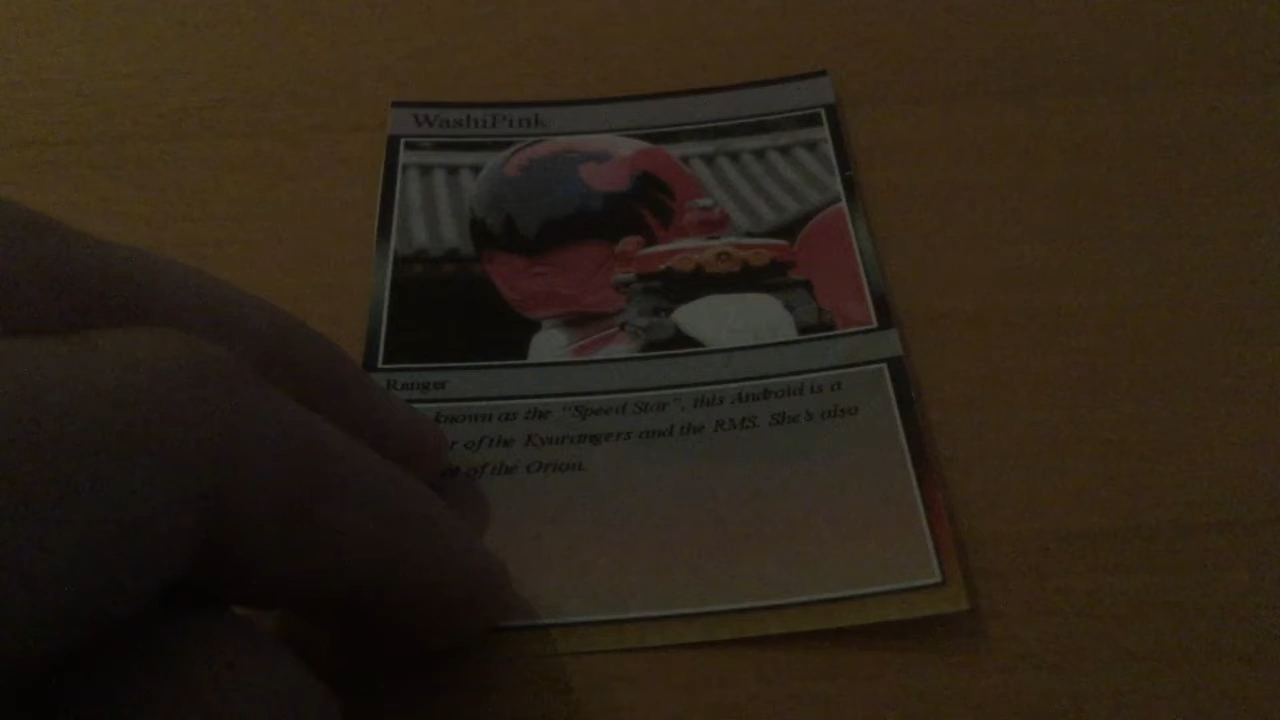 WashiPink
Ranger
known as the "Speed Star", this Android is a
of the Kyurangers and the RMS. She's also
of the Orion.